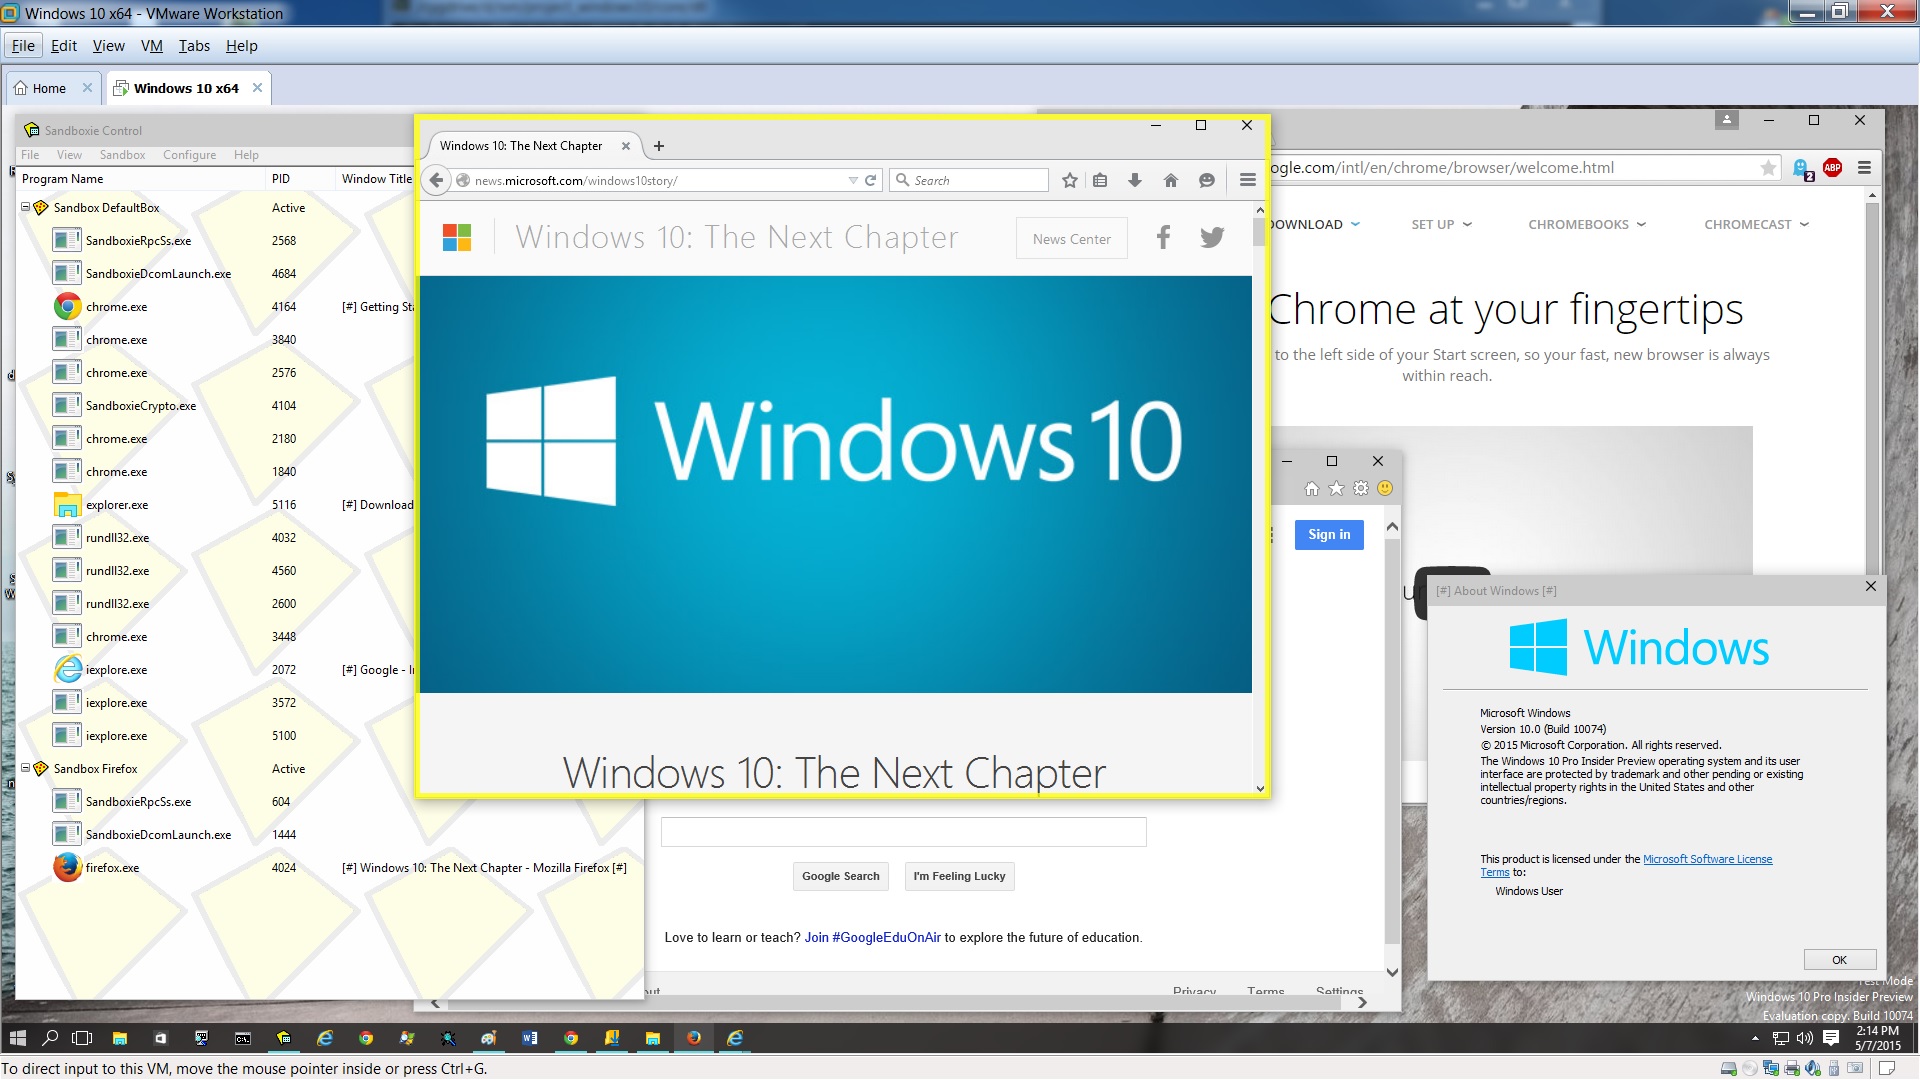 Windows 10 x64 - VMware Workstation
File Edit View VM Tabs Help
Home Windows 10 x64
Sandboxie Control
File View Sandbox Configure Help
Program Name PID Window Title
Sandbox DefaultBox Active
SandboxieRpcSs.exe 2568
SandboxieDcomLaunch.exe 4684
chrome.exe 4164 [#] Getting Sta
chrome.exe 3840
chrome.exe 2576
SandboxieCrypto.exe 4104
chrome.exe 2180
chrome.exe 1840
explorer.exe 5116 [#] Download
rundll32.exe 4032
rundll32.exe 4560
rundll32.exe 2600
chrome.exe 3448
iexplore.exe 2072 [#] Google - In
iexplore.exe 3572
iexplore.exe 5100
Sandbox Firefox Active
SandboxieRpcSs.exe 604
SandboxieDcomLaunch.exe 1444
firefox.exe 4024 [#] Windows 10: The Next Chapter - Mozilla Firefox [#]
Windows 10: The Next Chapter
news.microsoft.com/windows10story/ Search
Windows 10: The Next Chapter News Center
Windows 10
Windows 10: The Next Chapter
ogle.com/intl/en/chrome/browser/welcome.html
2 ABP
DOWNLOAD SET UP CHROMEBOOKS CHROMECAST
Chrome at your fingertips
to the left side of your Start screen, so your fast, new browser is always
within reach.
Sign in
Google Search I'm Feeling Lucky
Love to learn or teach? Join #GoogleEduOnAir to explore the future of education.
Privacy Terms Settings
[#] About Windows [#]
Windows
Microsoft Windows
Version 10.0 (Build 10074)
© 2015 Microsoft Corporation. All rights reserved.
The Windows 10 Pro Insider Preview operating system and its user
interface are protected by trademark and other pending or existing
intellectual property rights in the United States and other
countries/regions.
This product is licensed under the Microsoft Software License
Terms to:
Windows User
OK
Test Mode
Windows 10 Pro Insider Preview
Evaluation copy. Build 10074
2:14 PM
5/7/2015
To direct input to this VM, move the mouse pointer inside or press Ctrl+G.